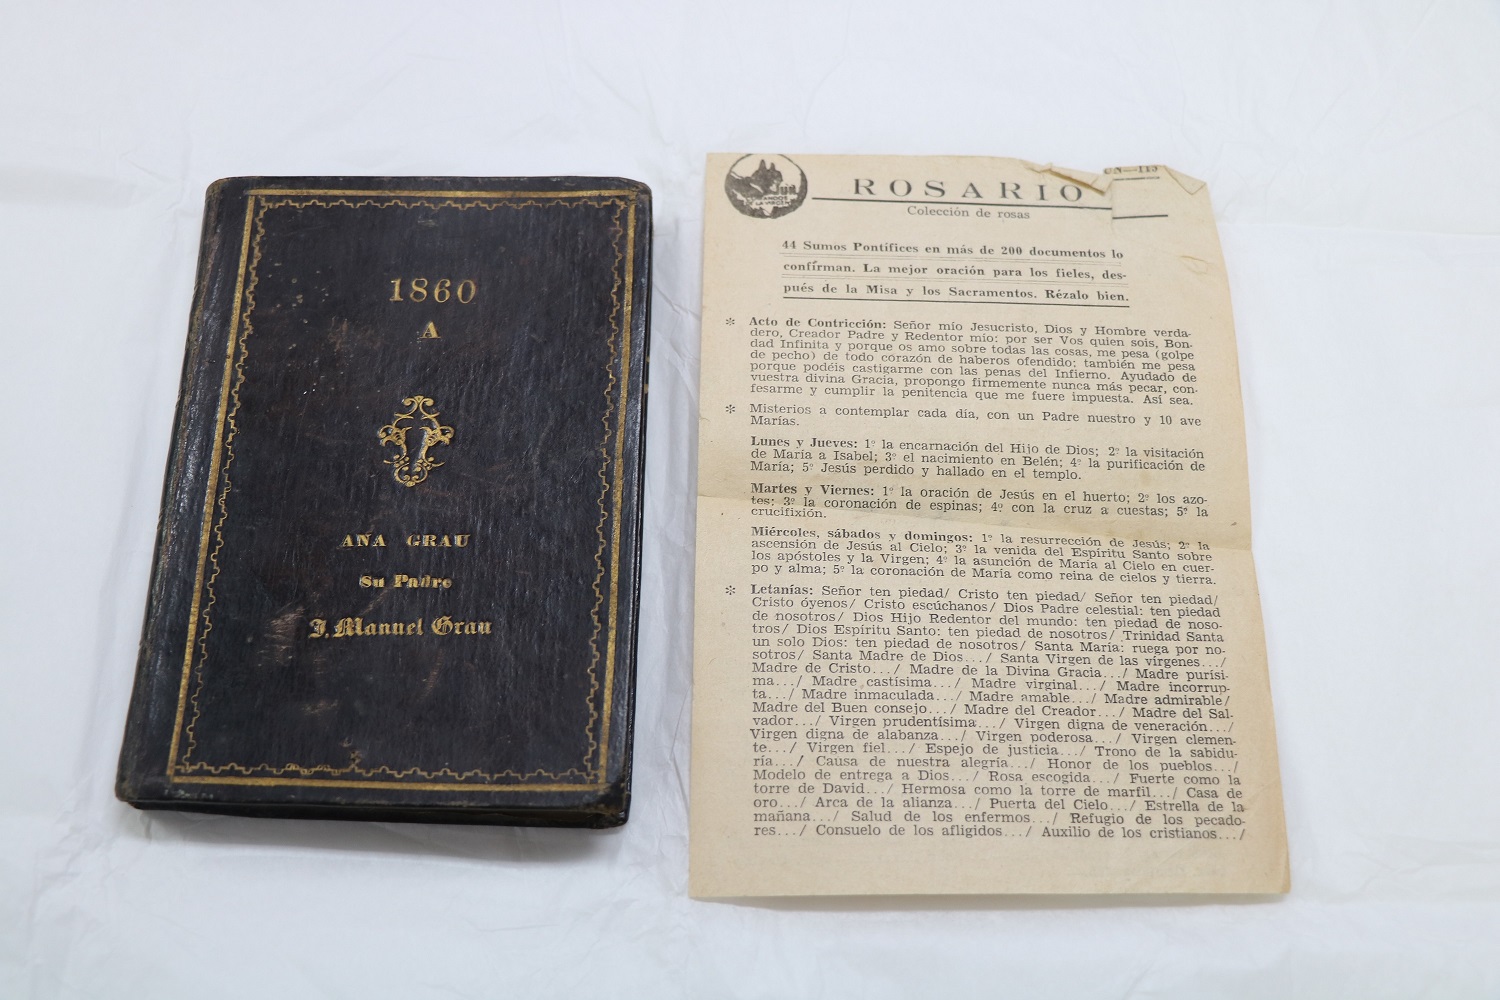 1860
A
ANA GRAU
Su Padre
J. Manuel Grau
ROSARIO
Colección de rosas
44 Sumos Pontífices en más de 200 documentos lo
confirman. La mejor oración para los fieles, des-
pués de la Misa y los Sacramentos. Rézalo bien.
* Acto de Contricción: Señor mío Jesucristo, Dios y Hombre verda-
dero, Creador Padre y Redentor mio: por ser Vos quien sois, Bon-
dad Infinita y porque os amo sobre todas las cosas, me pesa (golpe
de pecho) de todo corazón de haberos ofendido: también me pesa
porque podéis castigarme con las penas del Infierno. Ayudado de
vuestra divina Gracia, propongo firmemente nunca más pecar, con-
fesarme y cumplir la penitencia que me fuere impuesta. Así sea.
* Misterios a contemplar cada día, con un Padre nuestro y 10 ave
Marías.
Lunes y Jueves: 1º la encarnación del Hijo de Dios; 2º la visitación
de María a Isabel; 3º el nacimiento en Belén; 4º la purificación de
María; 5º Jesús perdido y hallado en el templo.
Martes y Viernes: 1º la oración de Jesús en el huerto; 2º los azo-
tes; 3º la coronación de espinas; 4º con la cruz a cuestas; 5º la
crucifixión.
Miércoles, sábados y domingos: 1º la resurrección de Jesús; 2º la
ascensión de Jesús al Cielo; 3º la venida del Espíritu Santo sobre
los apóstoles y la Virgen; 4º la asunción de María al Cielo en cuer-
po y alma; 5º la coronación de María como reina de cielos y tierra.
* Letanías: Señor ten piedad/ Cristo ten piedad/ Señor ten piedad/
Cristo óyenos/ Cristo escúchanos/ Dios Padre celestial: ten piedad
de nosotros/ Dios Hijo Redentor del mundo: ten piedad de noso-
tros/ Dios Espíritu Santo: ten piedad de nosotros/ Trinidad Santa
un solo Dios: ten piedad de nosotros/ Santa María: ruega por no-
sotros/ Santa Madre de Dios.../ Santa Virgen de las vírgenes.../
Madre de Cristo.../ Madre de la Divina Gracia.../ Madre purísi-
ma.../ Madre castísima.../ Madre virginal.../ Madre incorrup-
ta.../ Madre inmaculada.../ Madre amable.../ Madre admirable/
Madre del Buen consejo.../ Madre del Creador.../ Madre del Sal-
vador.../ Virgen prudentísima.../ Virgen digna de veneración.../
Virgen digna de alabanza.../ Virgen poderosa.../ Virgen clemen-
te.../ Virgen fiel.../ Espejo de justicia.../ Trono de la sabidu-
ría.../ Causa de nuestra alegría.../ Honor de los pueblos.../
Modelo de entrega a Dios.../ Rosa escogida.../ Fuerte como la
torre de David.../ Hermosa como la torre de marfil.../ Casa de
oro.../ Arca de la alianza.../ Puerta del Cielo.../ Estrella de la
mañana.../ Salud de los enfermos.../ Refugio de los pecado-
res.../ Consuelo de los afligidos.../ Auxilio de los cristianos.../